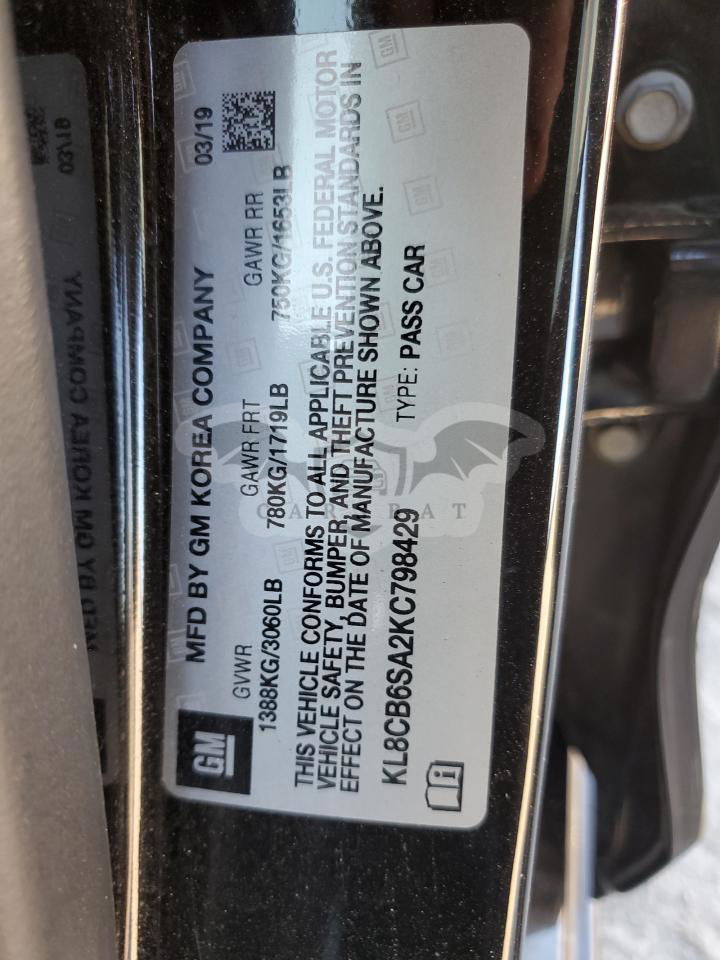 MFD BY GM KOREA COMPANY 03/19
GM
GVWR GAWR FRT GAWR RR
1388KG/3060LB 780KG/1719LB 750KG/1653LB
THIS VEHICLE CONFORMS TO ALL APPLICABLE U.S. FEDERAL MOTOR
VEHICLE SAFETY, BUMPER, AND THEFT PREVENTION STANDARDS IN
EFFECT ON THE DATE OF MANUFACTURE SHOWN ABOVE.
KL8CB6SA2KC798429 TYPE: PASS CAR